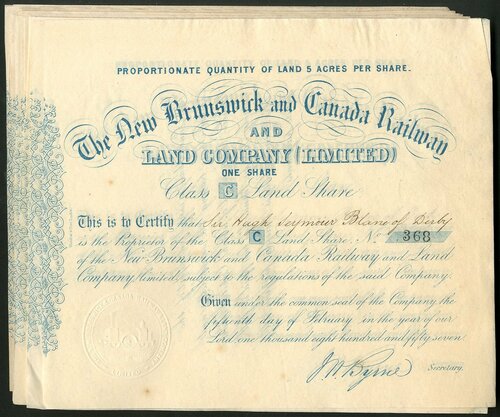 PROPORTIONATE QUANTITY OF LAND 5 ACRES PER SHARE.
The New Brunswick and Canada Railway
AND
LAND COMPANY (LIMITED)
ONE SHARE
Class C Land Share
This is to Certify that Sir Hugh Seymour Blane of Derby
is the Proprietor of the Class C Land Share, No 368
of the New Brunswick and Canada Railway and Land
Company, limited, subject to the regulations of the said Company.
Given under the common seal of the Company the
fifteenth day of February in the year of our
Lord one thousand eight hundred and fifty seven.
J W Byrne Secretary.